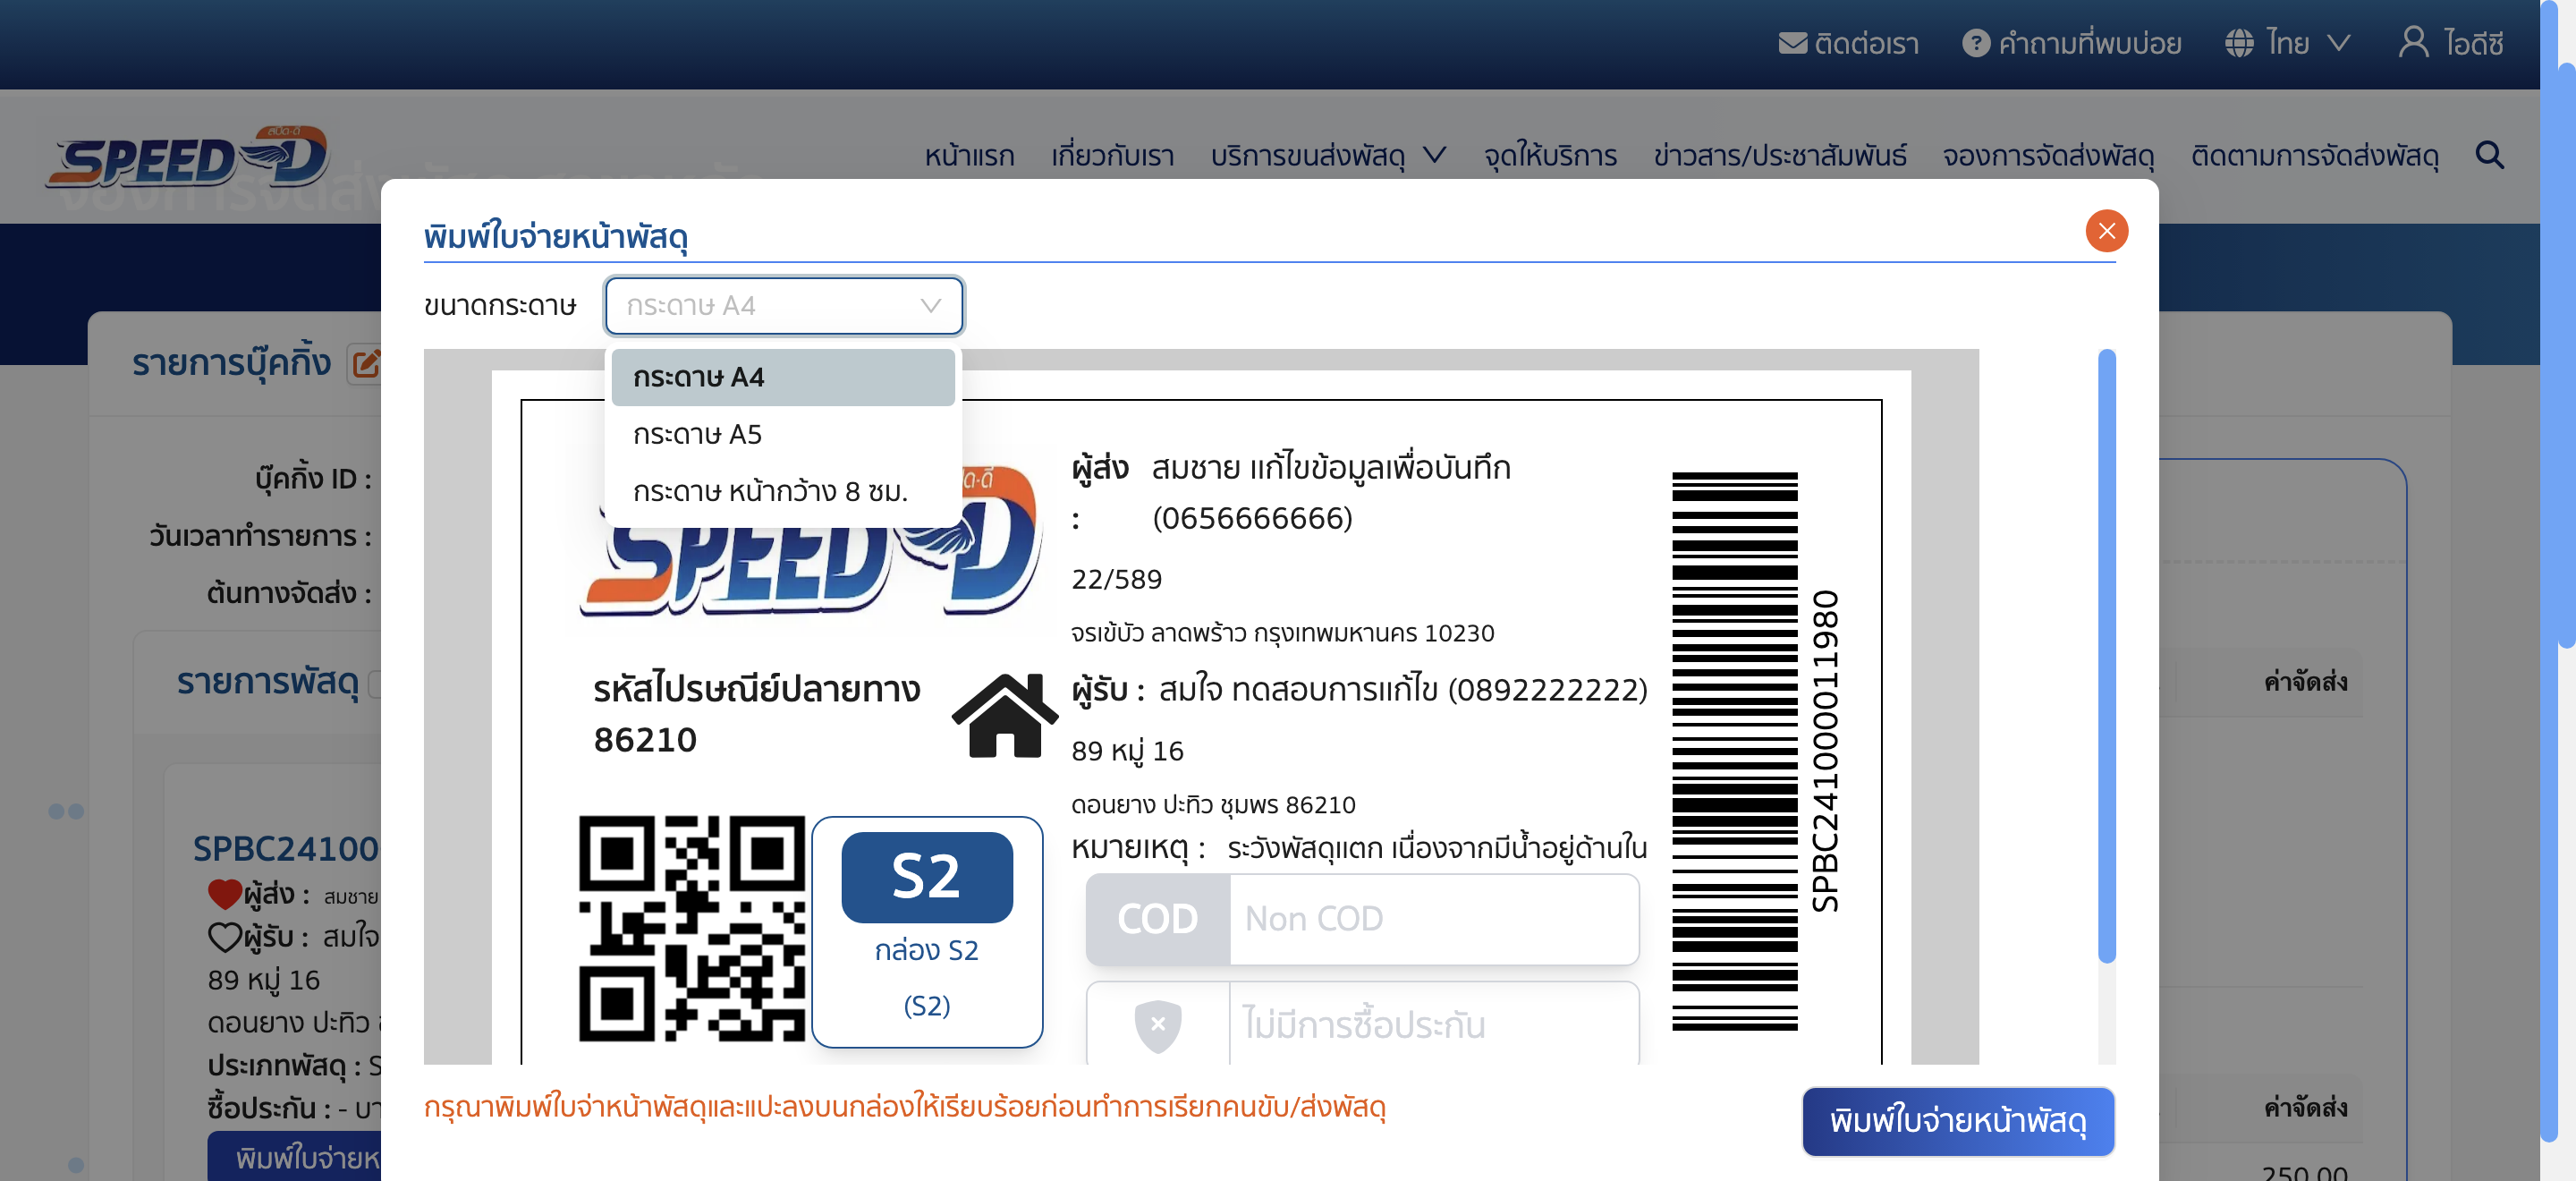 ติดต่อเรา คำถามที่พบบ่อย ไทย ไอดีซี
สปีด-ดี
SPEED D
หน้าแรก เกี่ยวกับเรา บริการขนส่งพัสดุ จุดให้บริการ ข่าวสาร/ประชาสัมพันธ์ จองการจัดส่งพัสดุ ติดตามการจัดส่งพัสดุ
พิมพ์ใบจ่ายหน้าพัสดุ
ขนาดกระดาษ กระดาษ A4
กระดาษ A4
กระดาษ A5
กระดาษ หน้ากว้าง 8 ซม.
รายการบุ๊คกิ้ง
บุ๊คกิ้ง ID :
วันเวลาทำรายการ :
ต้นทางจัดส่ง :
รายการพัสดุ
ค่าจัดส่ง
SPBC24100
ผู้ส่ง : สมชาย
ผู้รับ : สมใจ
89 หมู่ 16
ดอนยาง ปะทิว
ประเภทพัสดุ : S
ซื้อประกัน : - บา
พิมพ์ใบจ่ายห
SPEED D
รหัสไปรษณีย์ปลายทาง
86210
S2
กล่อง S2
(S2)
ผู้ส่ง : สมชาย แก้ไขข้อมูลเพื่อบันทึก
(0656666666)
22/589
จรเข้บัว ลาดพร้าว กรุงเทพมหานคร 10230
ผู้รับ : สมใจ ทดสอบการแก้ไข (0892222222)
89 หมู่ 16
ดอนยาง ปะทิว ชุมพร 86210
หมายเหตุ : ระวังพัสดุแตก เนื่องจากมีน้ำอยู่ด้านใน
COD Non COD
ไม่มีการซื้อประกัน
SPBC241000011980
กรุณาพิมพ์ใบจ่าหน้าพัสดุและแปะลงบนกล่องให้เรียบร้อยก่อนทำการเรียกคนขับ/ส่งพัสดุ
พิมพ์ใบจ่ายหน้าพัสดุ
ค่าจัดส่ง
250.00